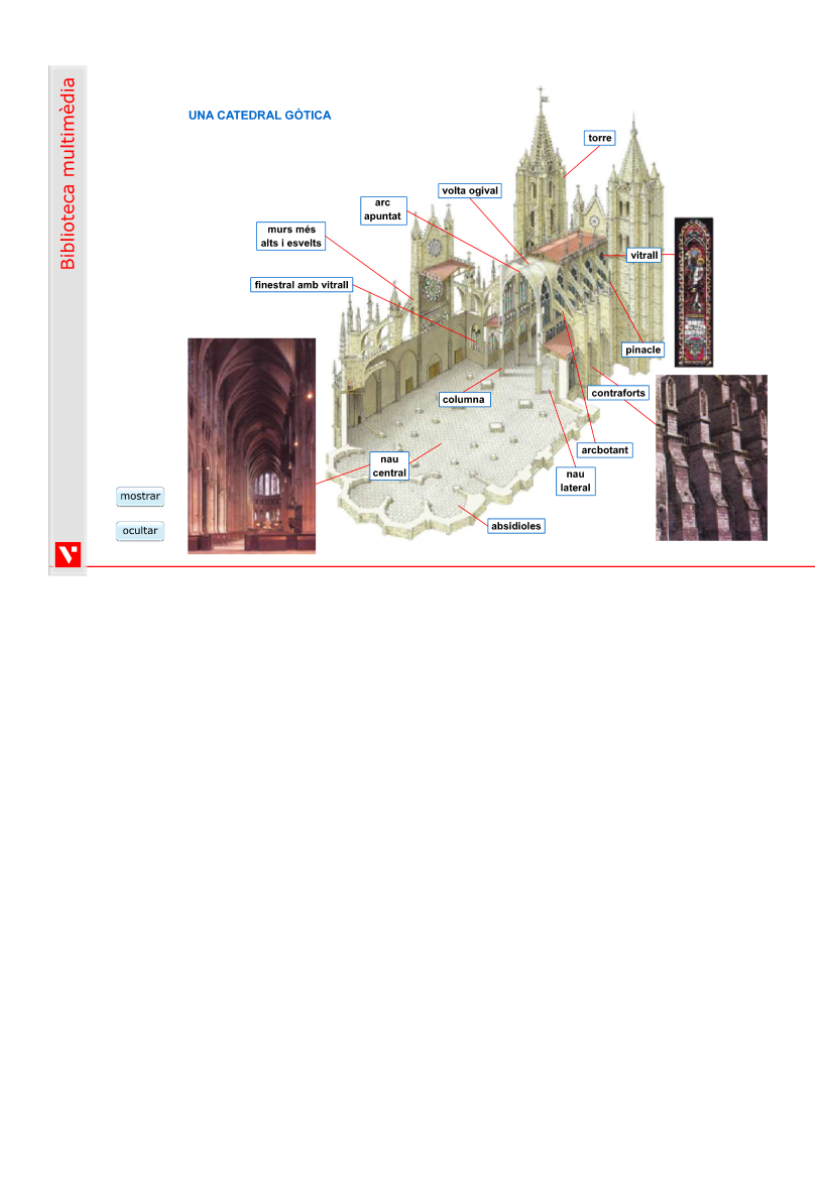 Biblioteca multimèdia
UNA CATEDRAL GÒTICA
torre
volta ogival
arc
apuntat
murs més
alts i esvelts
vitrall
finestral amb vitrall
pinacle
contraforts
columna
arcbotant
nau
central
nau
lateral
mostrar
absidioles
ocultar